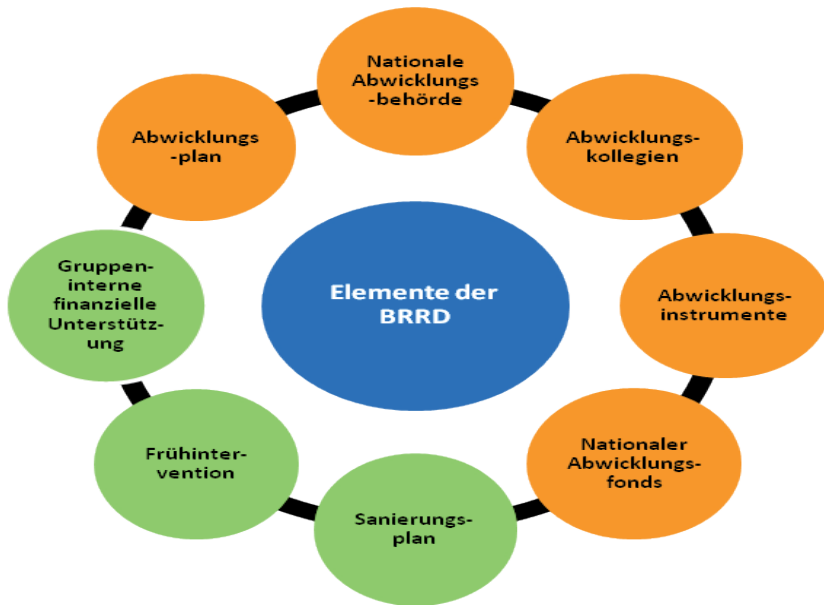 Nationale
Abwicklungs
-behörde
Abwicklungs-
kollegien
Abwicklungs-
instrumente
Nationaler
Abwicklungs-
fonds
Sanierungs-
plan
Frühinter-
vention
Gruppen-
interne
finanzielle
Unterstütz-
ung
Abwicklungs
-plan
Elemente der
BRRD